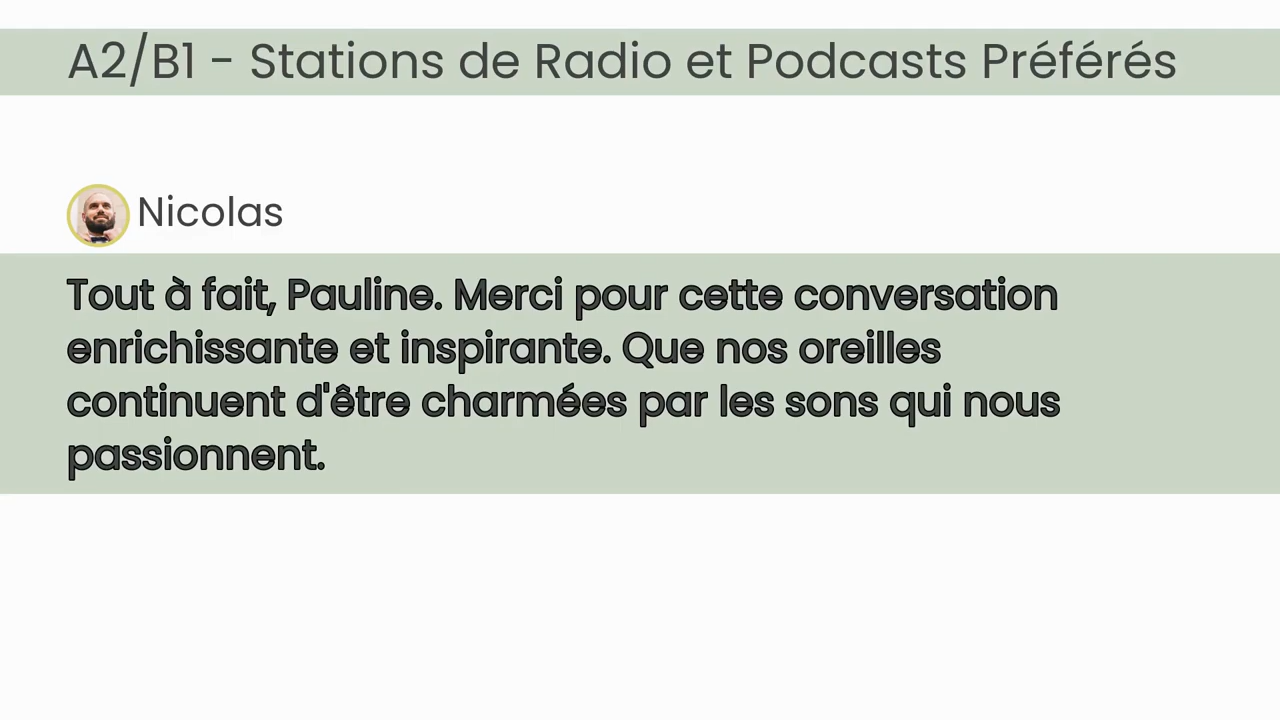 A2/B1 - Stations de Radio et Podcasts Préférés
Nicolas
Tout à fait, Pauline. Merci pour cette conversation
enrichissante et inspirante. Que nos oreilles
continuent d'être charmées par les sons qui nous
passionnent.